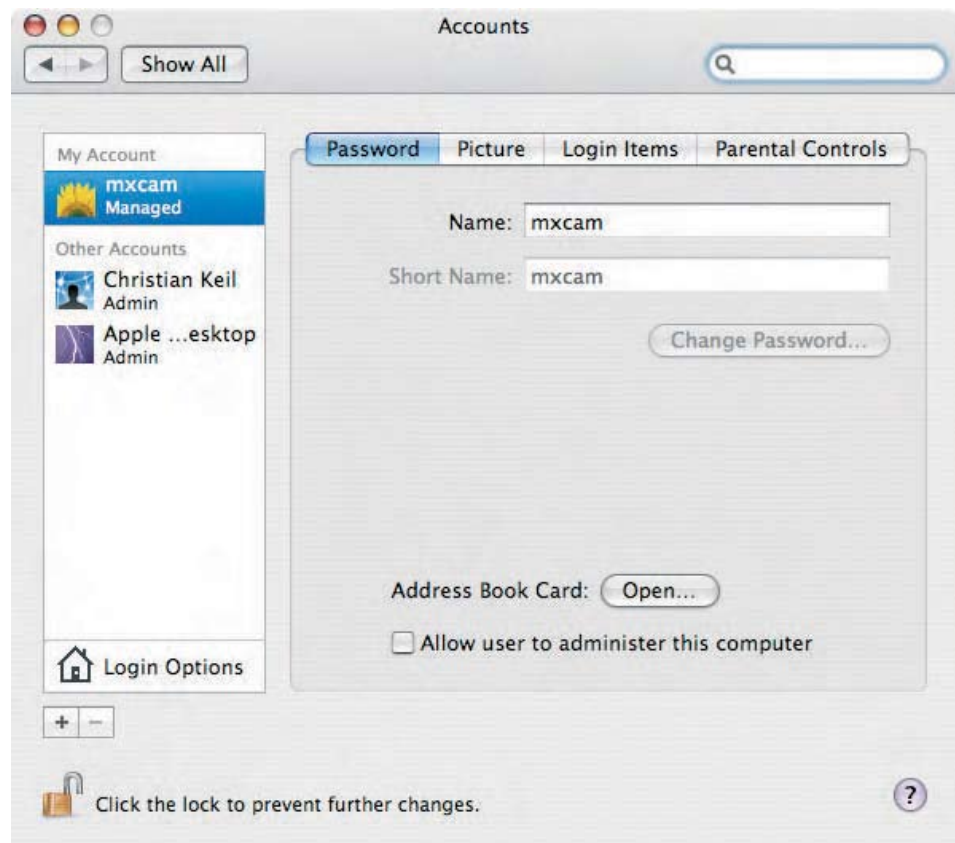 Accounts
Show All
My Account
mxcam
Managed
Other Accounts
Christian Keil
Admin
Apple ...esktop
Admin
Login Options
Password Picture Login Items Parental Controls
Name: mxcam
Short Name: mxcam
Change Password...
Address Book Card: Open...
Allow user to administer this computer
+ −
Click the lock to prevent further changes.
?